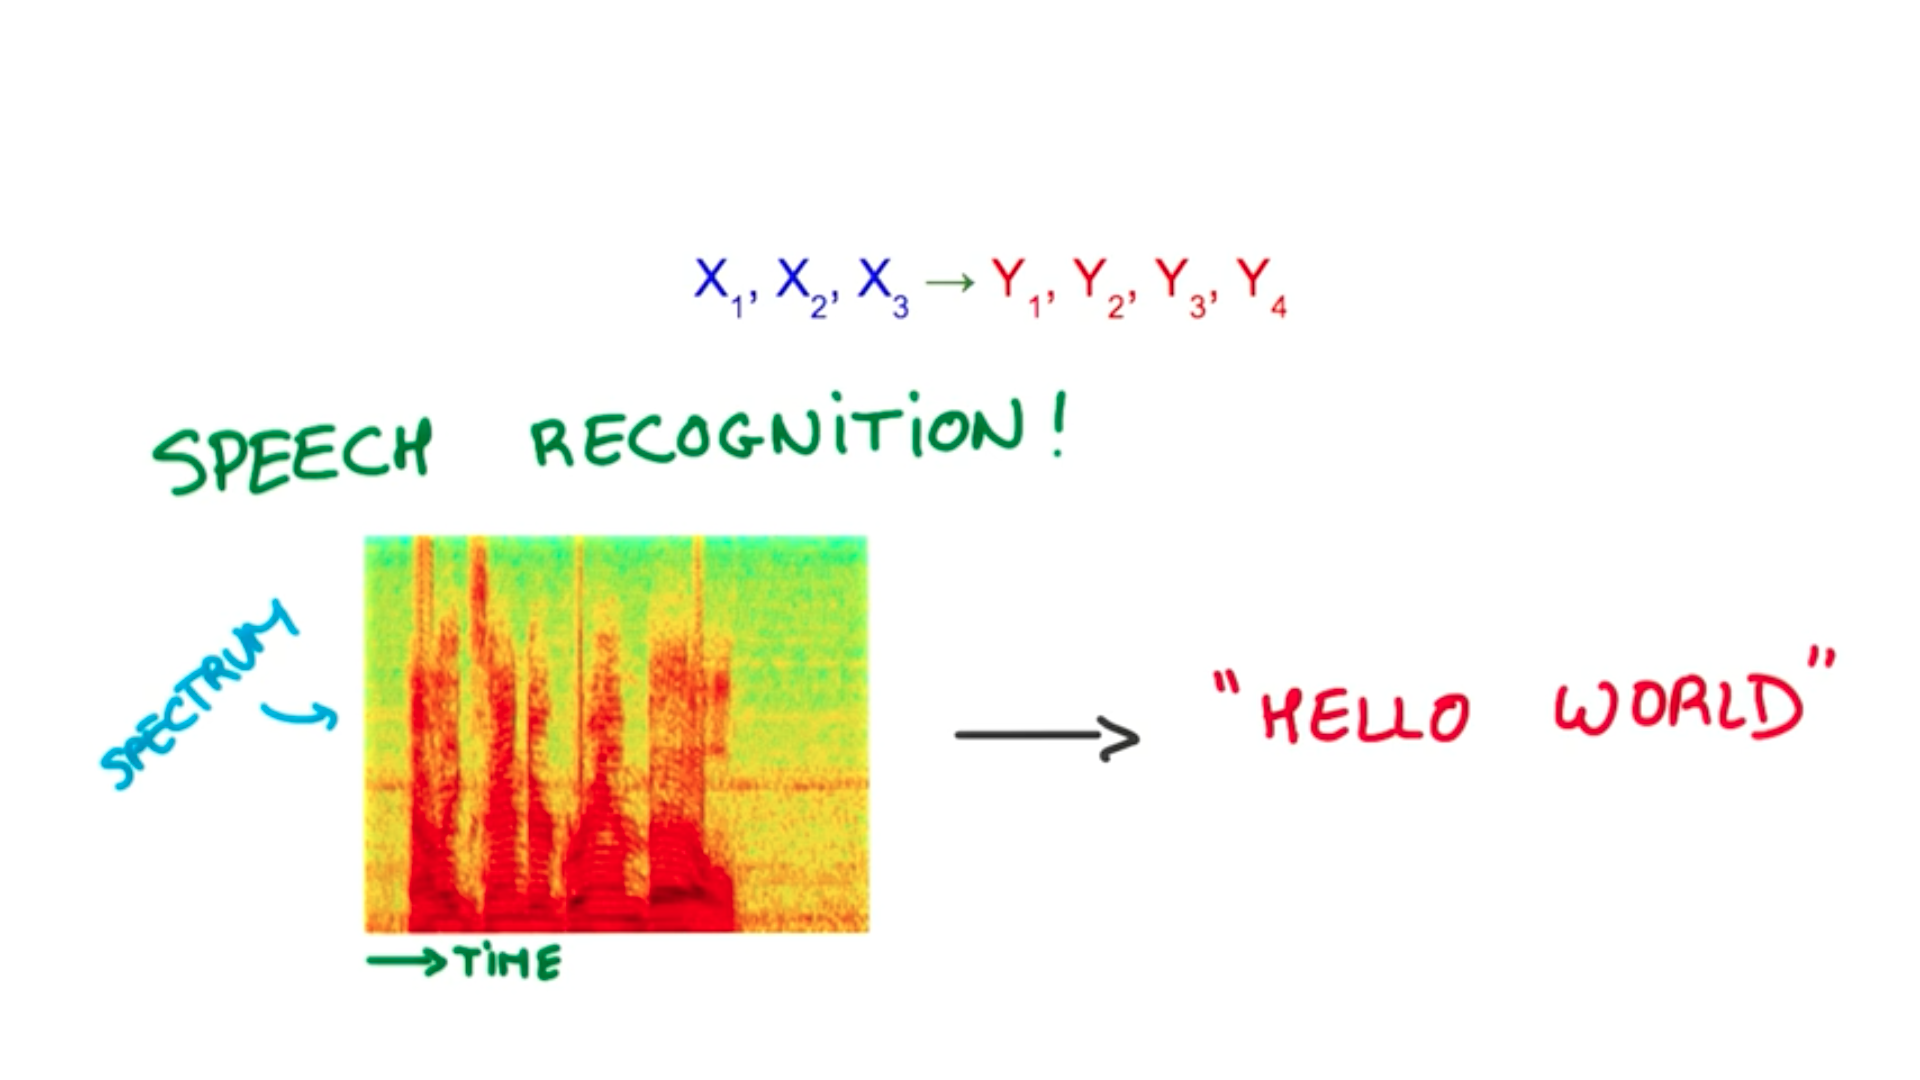 X₁, X₂, X₃ → Y₁, Y₂, Y₃, Y₄
SPEECH RECOGNITION!
SPECTRUM
"HELLO WORLD"
→ TIME